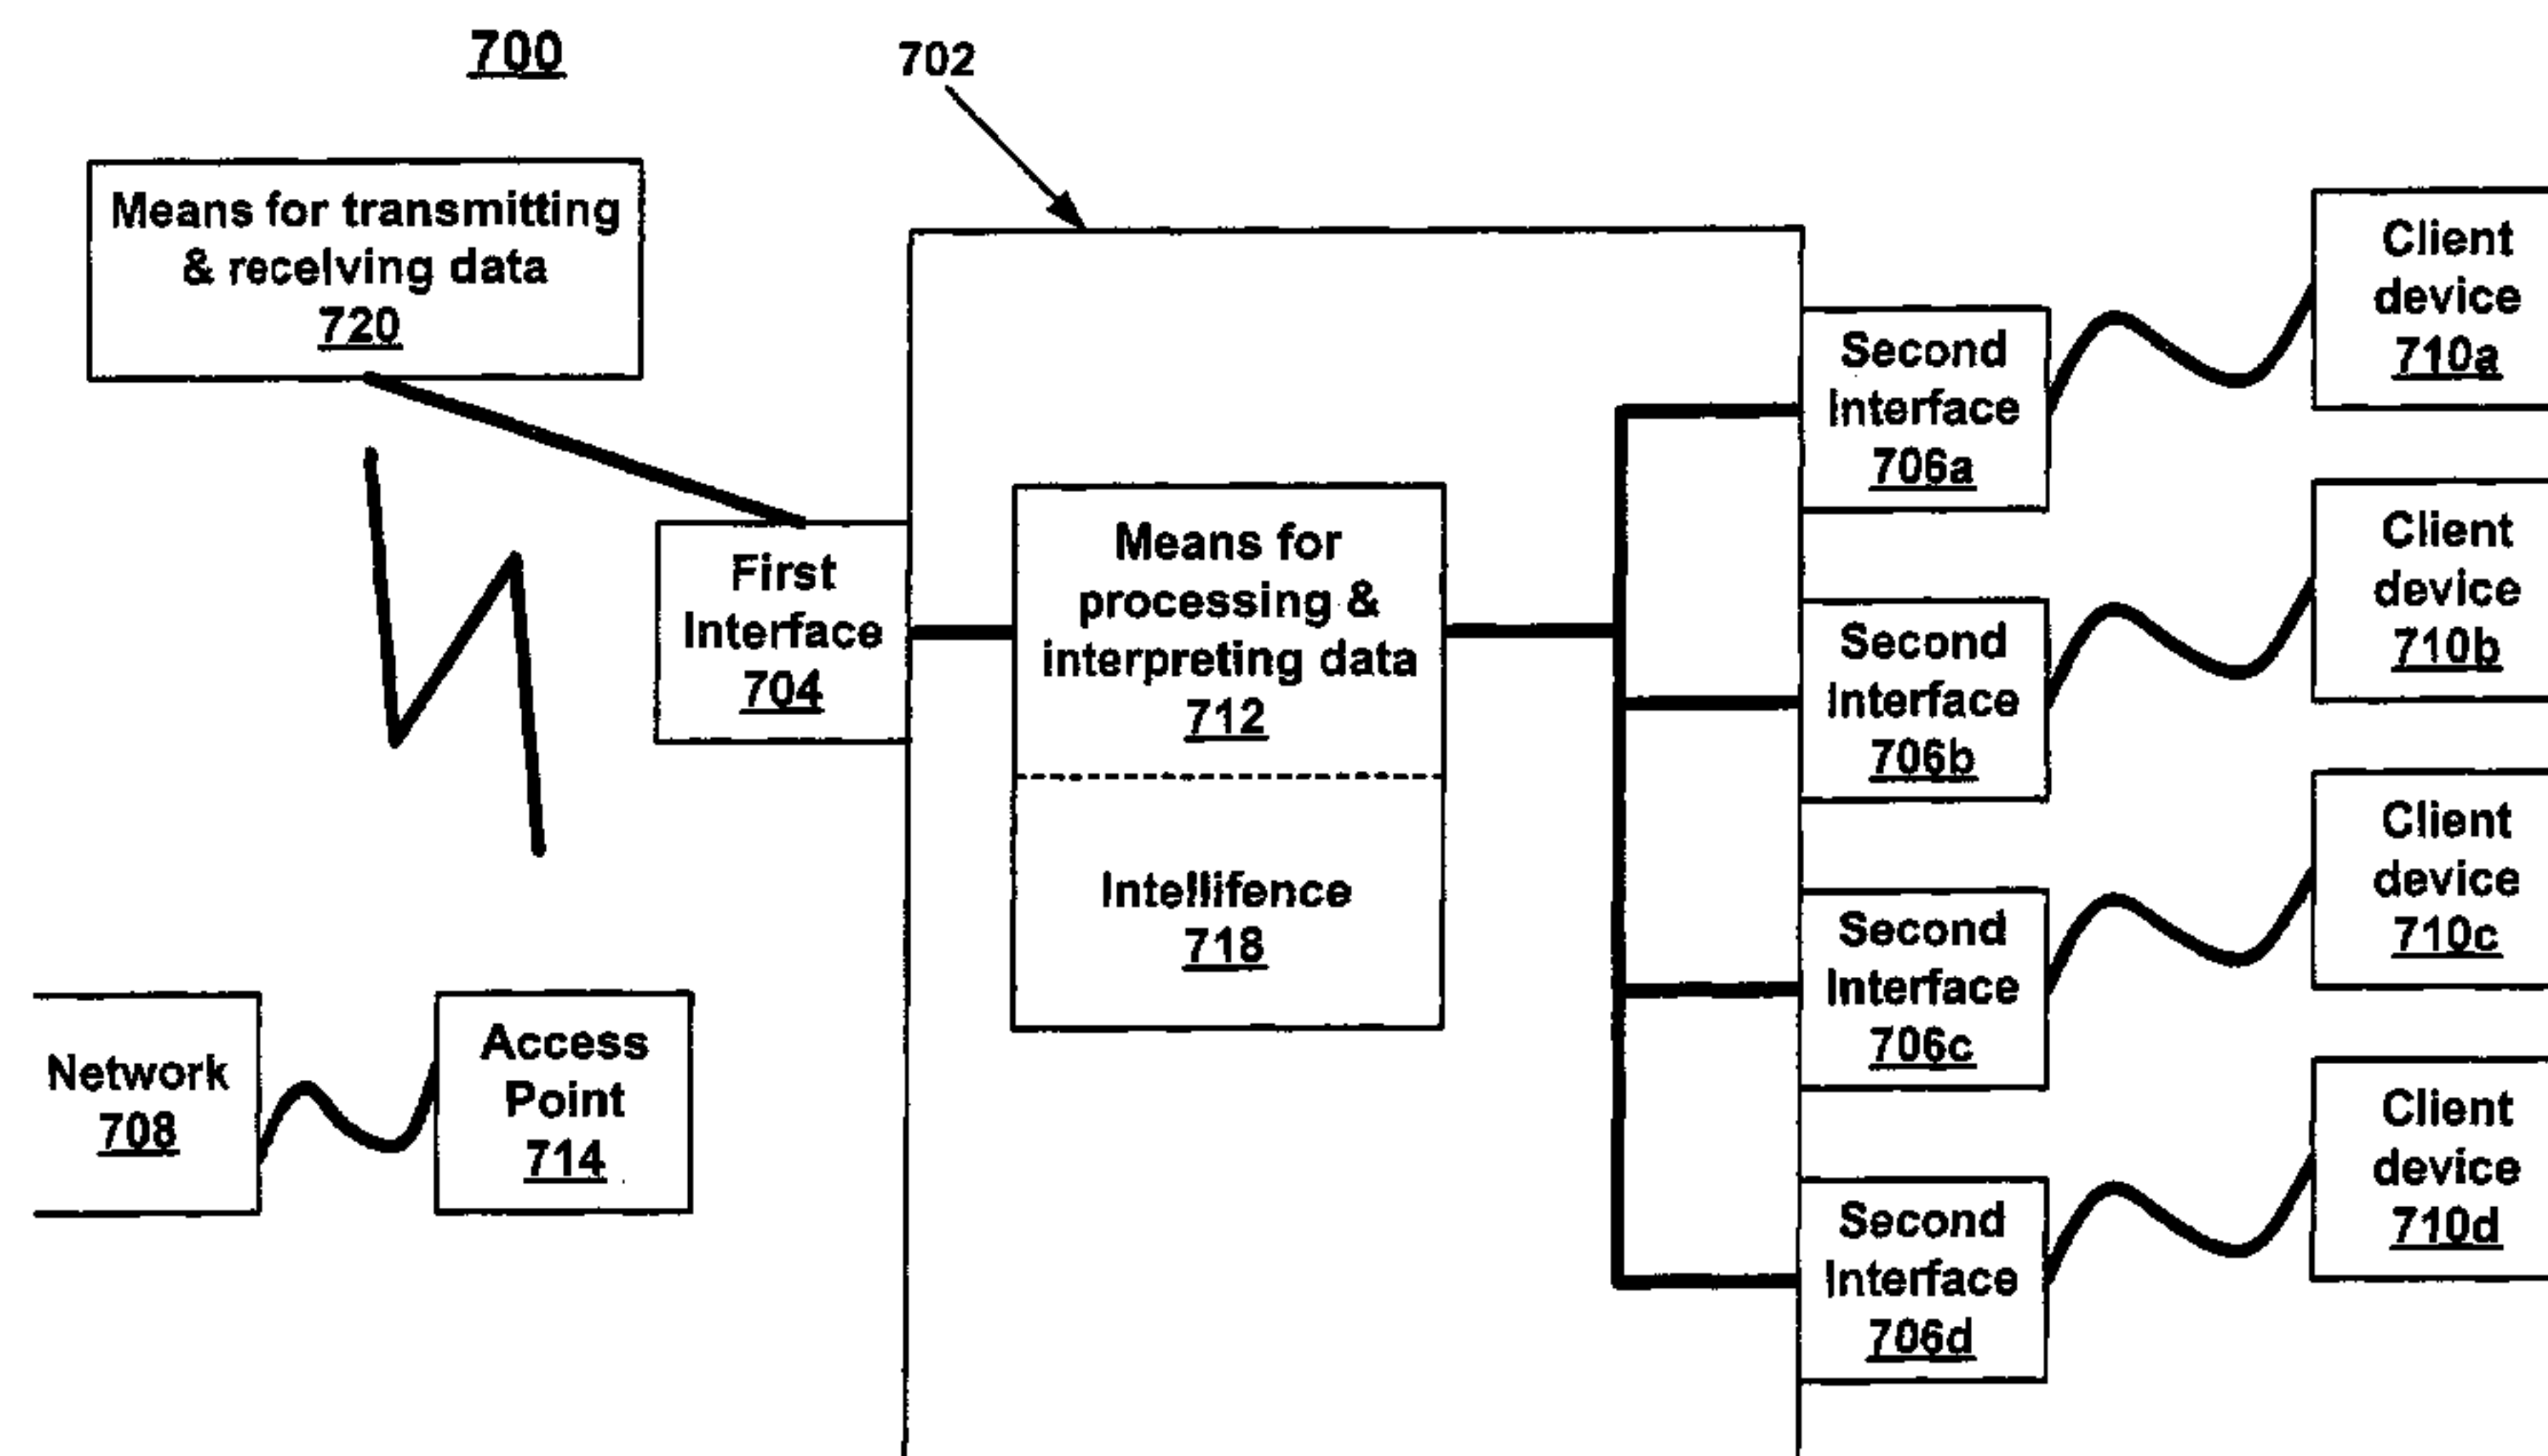 700
702
Means for transmitting
& receiving data
720
First
Interface
704
Means for
processing &
interpreting data
712
Intellifence
718
Network
708
Access
Point
714
Second
Interface
706a
Second
Interface
706b
Second
Interface
706c
Second
Interface
706d
Client
device
710a
Client
device
710b
Client
device
710c
Client
device
710d